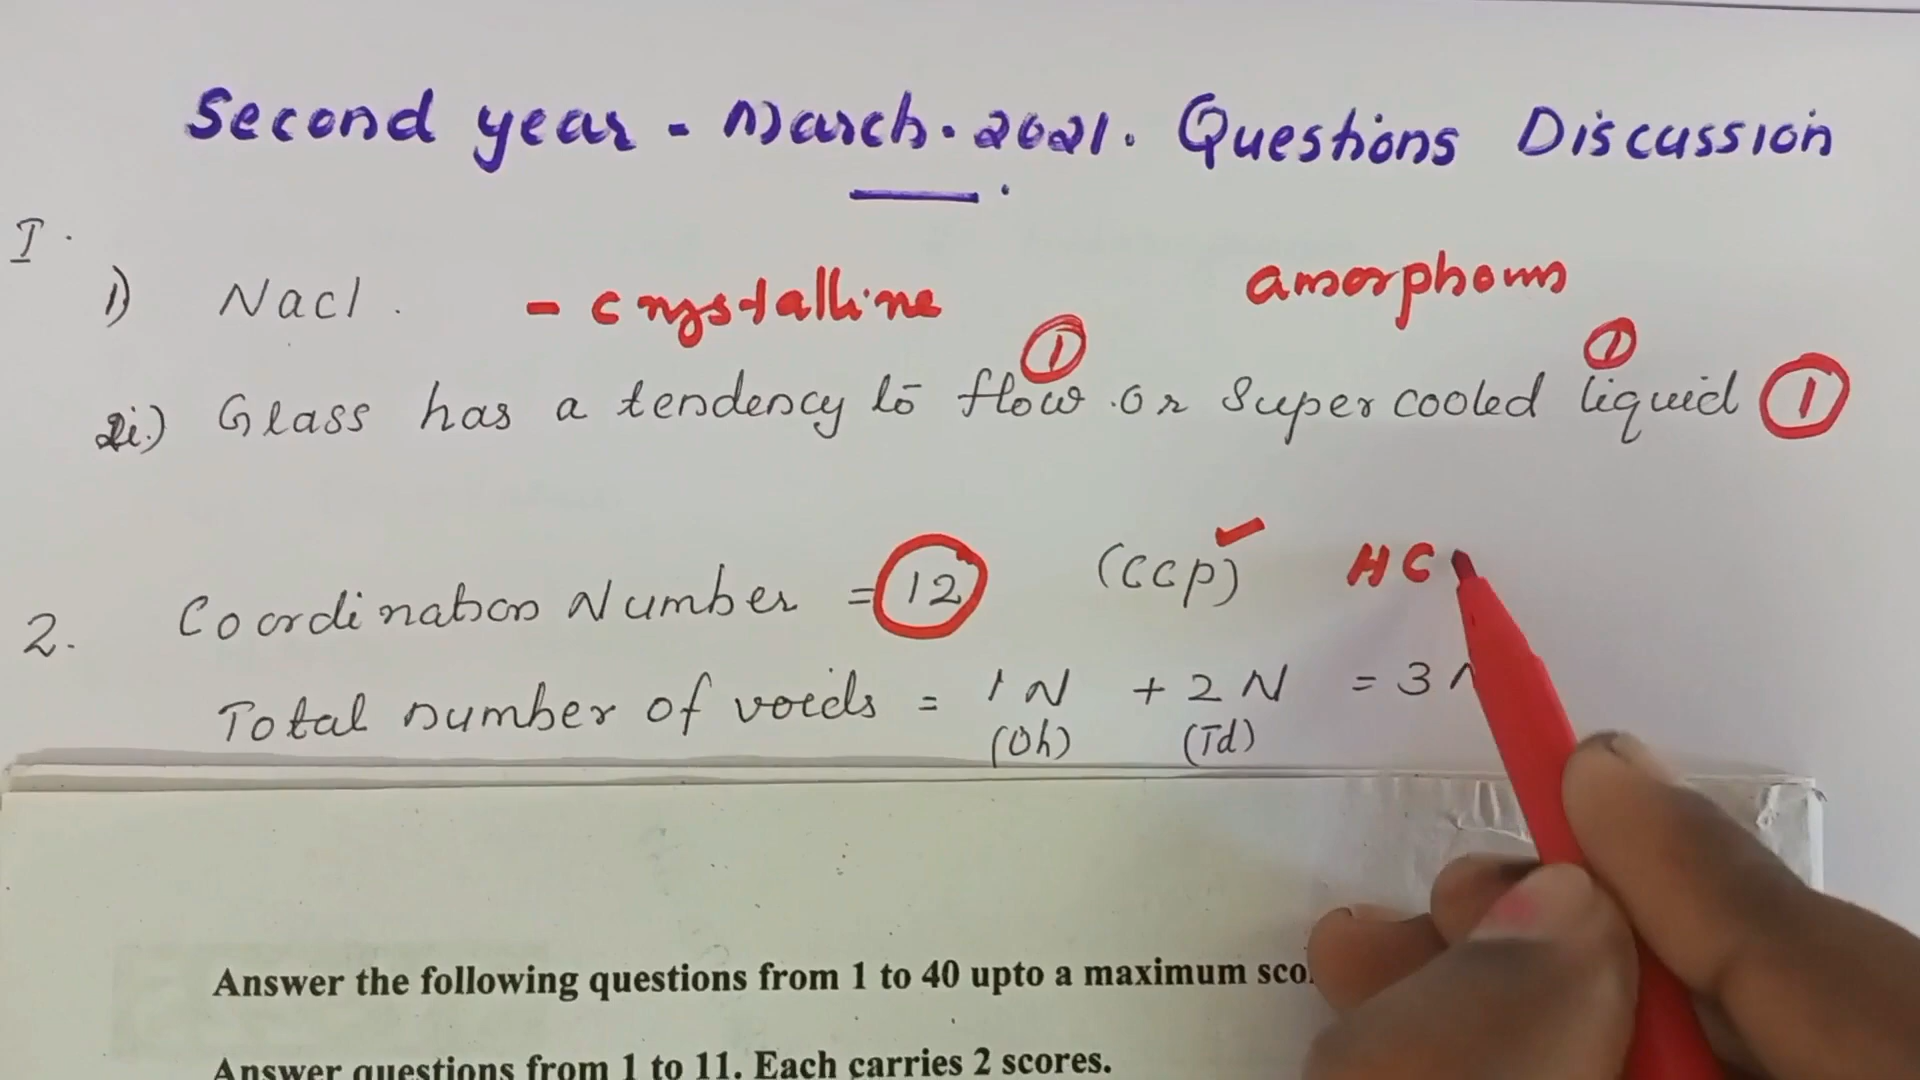 Second year - March. 2021. Questions Discussion
I.
i) Nacl. - crystalline amorphous
ii.) Glass has a tendency to flow or Super cooled liquid 1
1 1
2. Coordination Number = 12 (CCP) HC
Total number of voids = 1N + 2N = 3
(Oh) (Td)
Answer the following questions from 1 to 40 upto a maximum
Answer questions from 1 to 11. Each carries 2 scores.